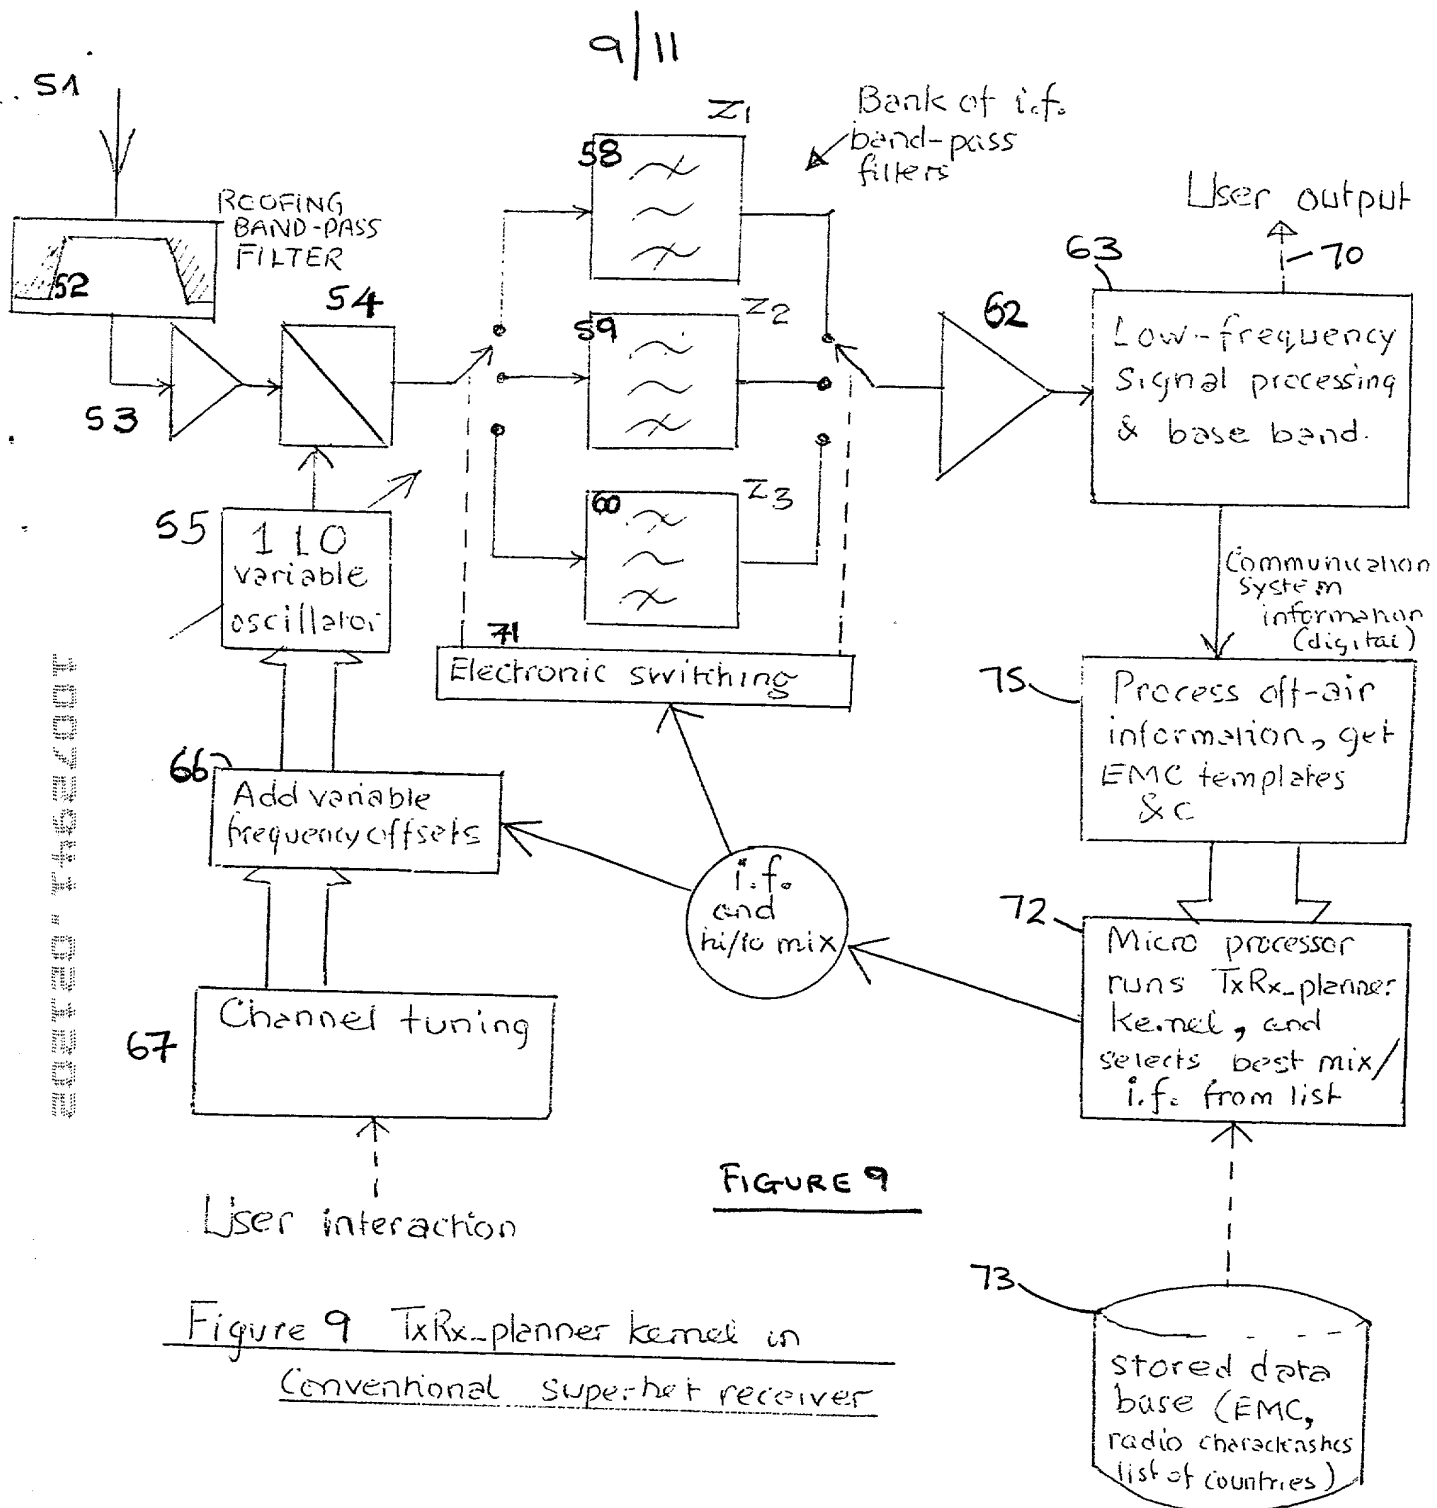 9/11
51
Z1
Bank of i.f.
band-pass
filters
58
ROOFING
BAND-PASS
FILTER
User output
63
70
52
54
59
Z2
62
Low-frequency
Signal processing
& base band.
53
60
Z3
55
1 LO
variable
oscillator
Communication
system
information
(digital)
71
Electronic switching
75
Process off-air
information, get
EMC templates
& C
66
Add variable
frequency offsets
i.f.
and
hi/lo mix
72
Micro processor
runs TxRx_planner
kernel, and
selects best mix/
i.f. from list
67
Channel tuning
10072941.021202
FIGURE 9
User interaction
73
Figure 9 TxRx_planner kernel in
Conventional superhet receiver
stored data
base (EMC,
radio characteristics
list of countries)